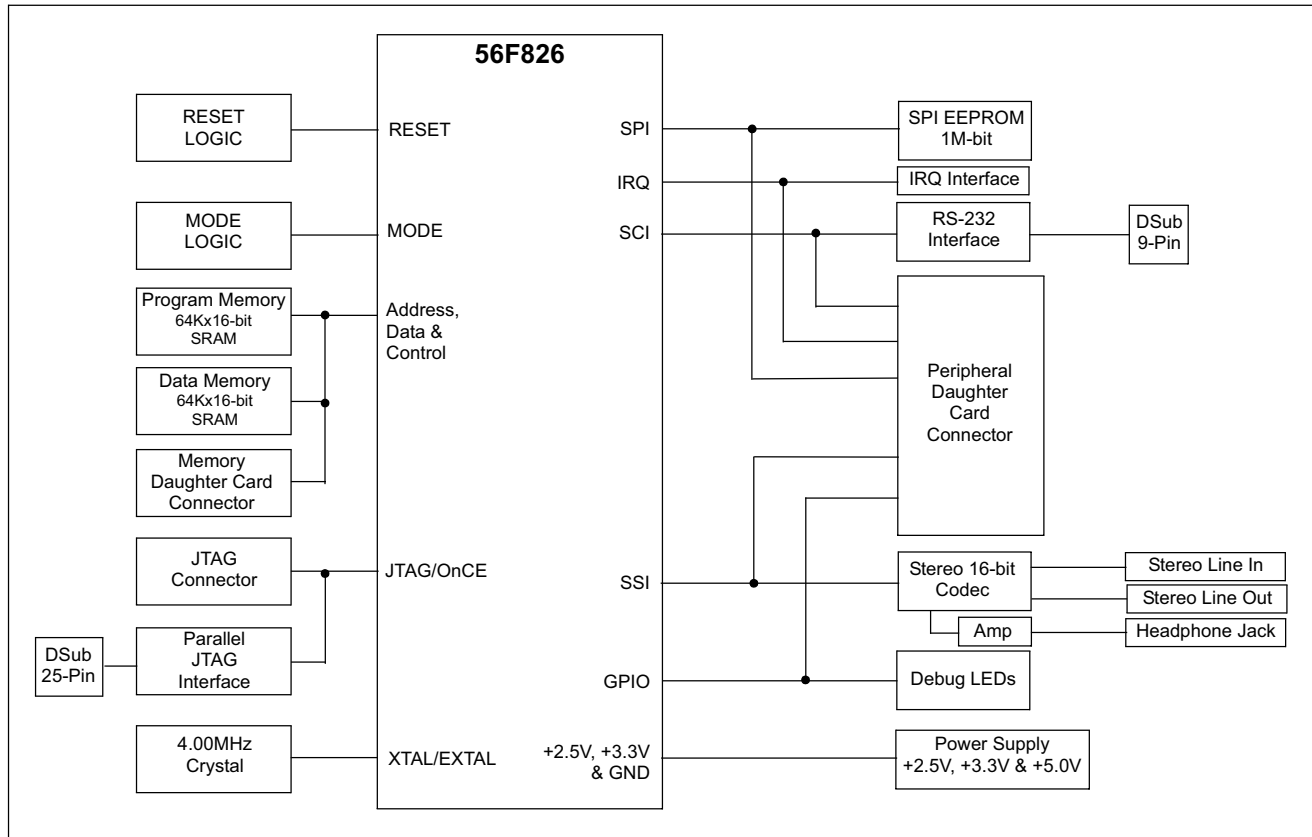 56F826
RESET
LOGIC
RESET
MODE
LOGIC
MODE
Program Memory
64Kx16-bit
SRAM
Address,
Data &
Control
Data Memory
64Kx16-bit
SRAM
Memory
Daughter Card
Connector
JTAG
Connector
JTAG/OnCE
DSub
25-Pin
Parallel
JTAG
Interface
4.00MHz
Crystal
XTAL/EXTAL
SPI
SPI EEPROM
1M-bit
IRQ
IRQ Interface
SCI
RS-232
Interface
DSub
9-Pin
Peripheral
Daughter
Card
Connector
SSI
Stereo 16-bit
Codec
Stereo Line In
Stereo Line Out
Amp
Headphone Jack
GPIO
Debug LEDs
+2.5V, +3.3V
& GND
Power Supply
+2.5V, +3.3V & +5.0V